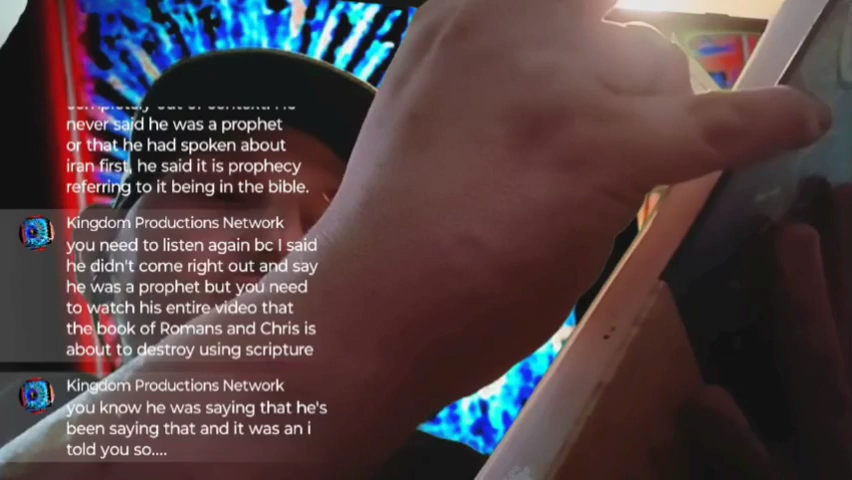 never said he was a prophet
or that he had spoken about
iran first, he said it is prophecy
referring to it being in the bible.
Kingdom Productions Network
you need to listen again bc I said
he didn't come right out and say
he was a prophet but you need
to watch his entire video that
the book of Romans and Chris is
about to destroy using scripture
Kingdom Productions Network
you know he was saying that he's
been saying that and it was an i
told you so....